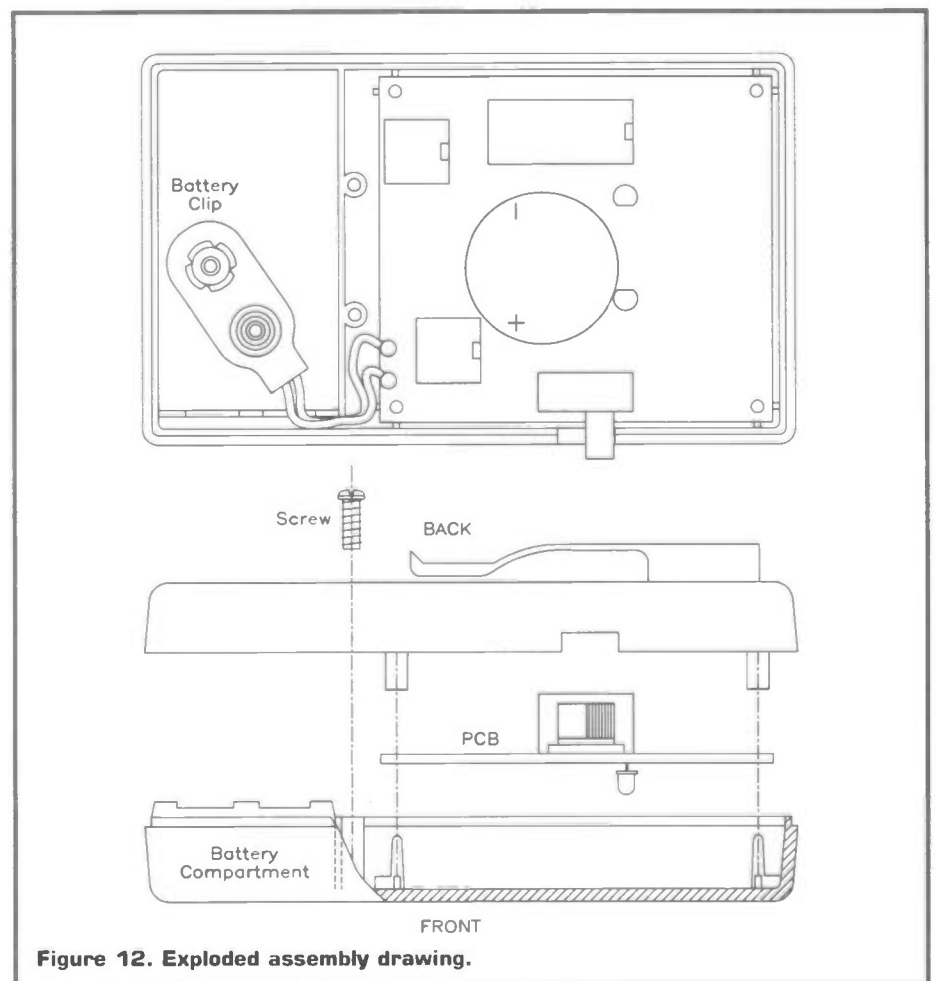 Battery
Clip
−
+
Screw
BACK
PCB
Battery
Compartment
FRONT
Figure 12. Exploded assembly drawing.